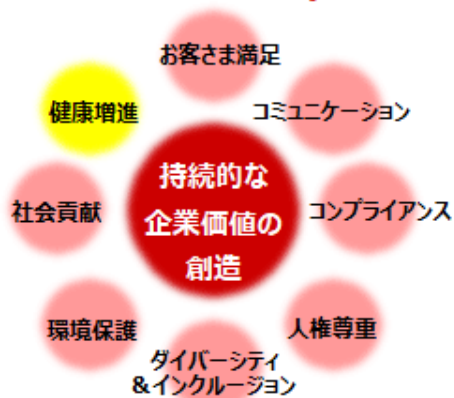 お客さま満足
健康増進
コミュニケーション
持続的な
企業価値の
創造
社会貢献
コンプライアンス
環境保護
人権尊重
ダイバーシティ
&インクルージョン